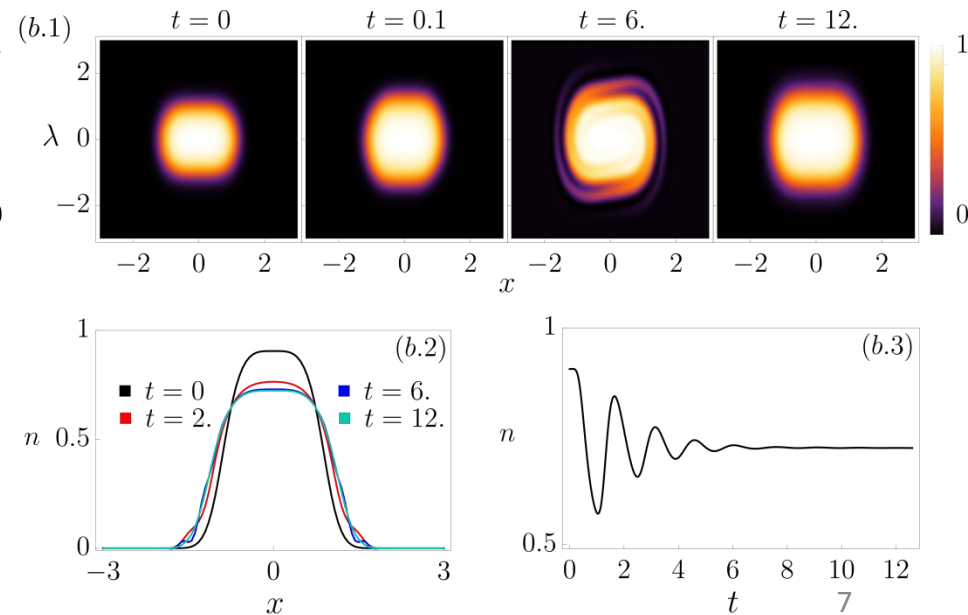 (b.1) t = 0 t = 0.1 t = 6. t = 12.
2
0
−2
λ
1
0
−2 0 2 −2 0 2 −2 0 2 −2 0 2
x
(b.2)
1
0.5
0
n
t = 0 t = 6.
t = 2. t = 12.
−3 0 3
x
(b.3)
1
n
0.5
0 2 4 6 8 10 12
t
7